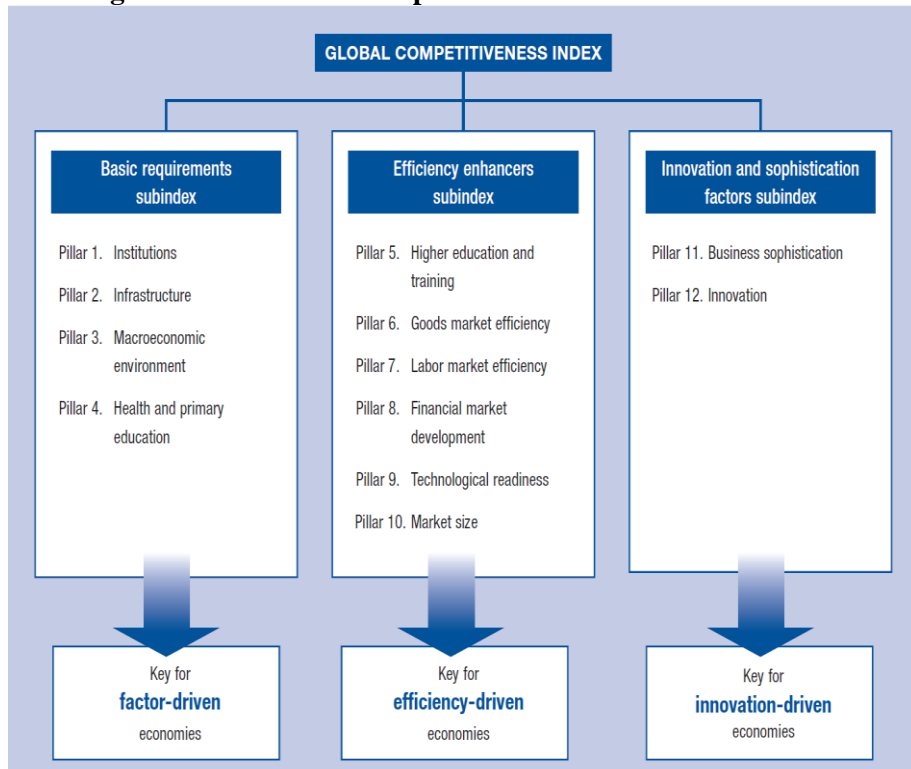 GLOBAL COMPETITIVENESS INDEX
Basic requirements
subindex
Pillar 1. Institutions
Pillar 2. Infrastructure
Pillar 3. Macroeconomic
environment
Pillar 4. Health and primary
education
Key for
factor-driven
economies
Efficiency enhancers
subindex
Pillar 5. Higher education and
training
Pillar 6. Goods market efficiency
Pillar 7. Labor market efficiency
Pillar 8. Financial market
development
Pillar 9. Technological readiness
Pillar 10. Market size
Key for
efficiency-driven
economies
Innovation and sophistication
factors subindex
Pillar 11. Business sophistication
Pillar 12. Innovation
Key for
innovation-driven
economies